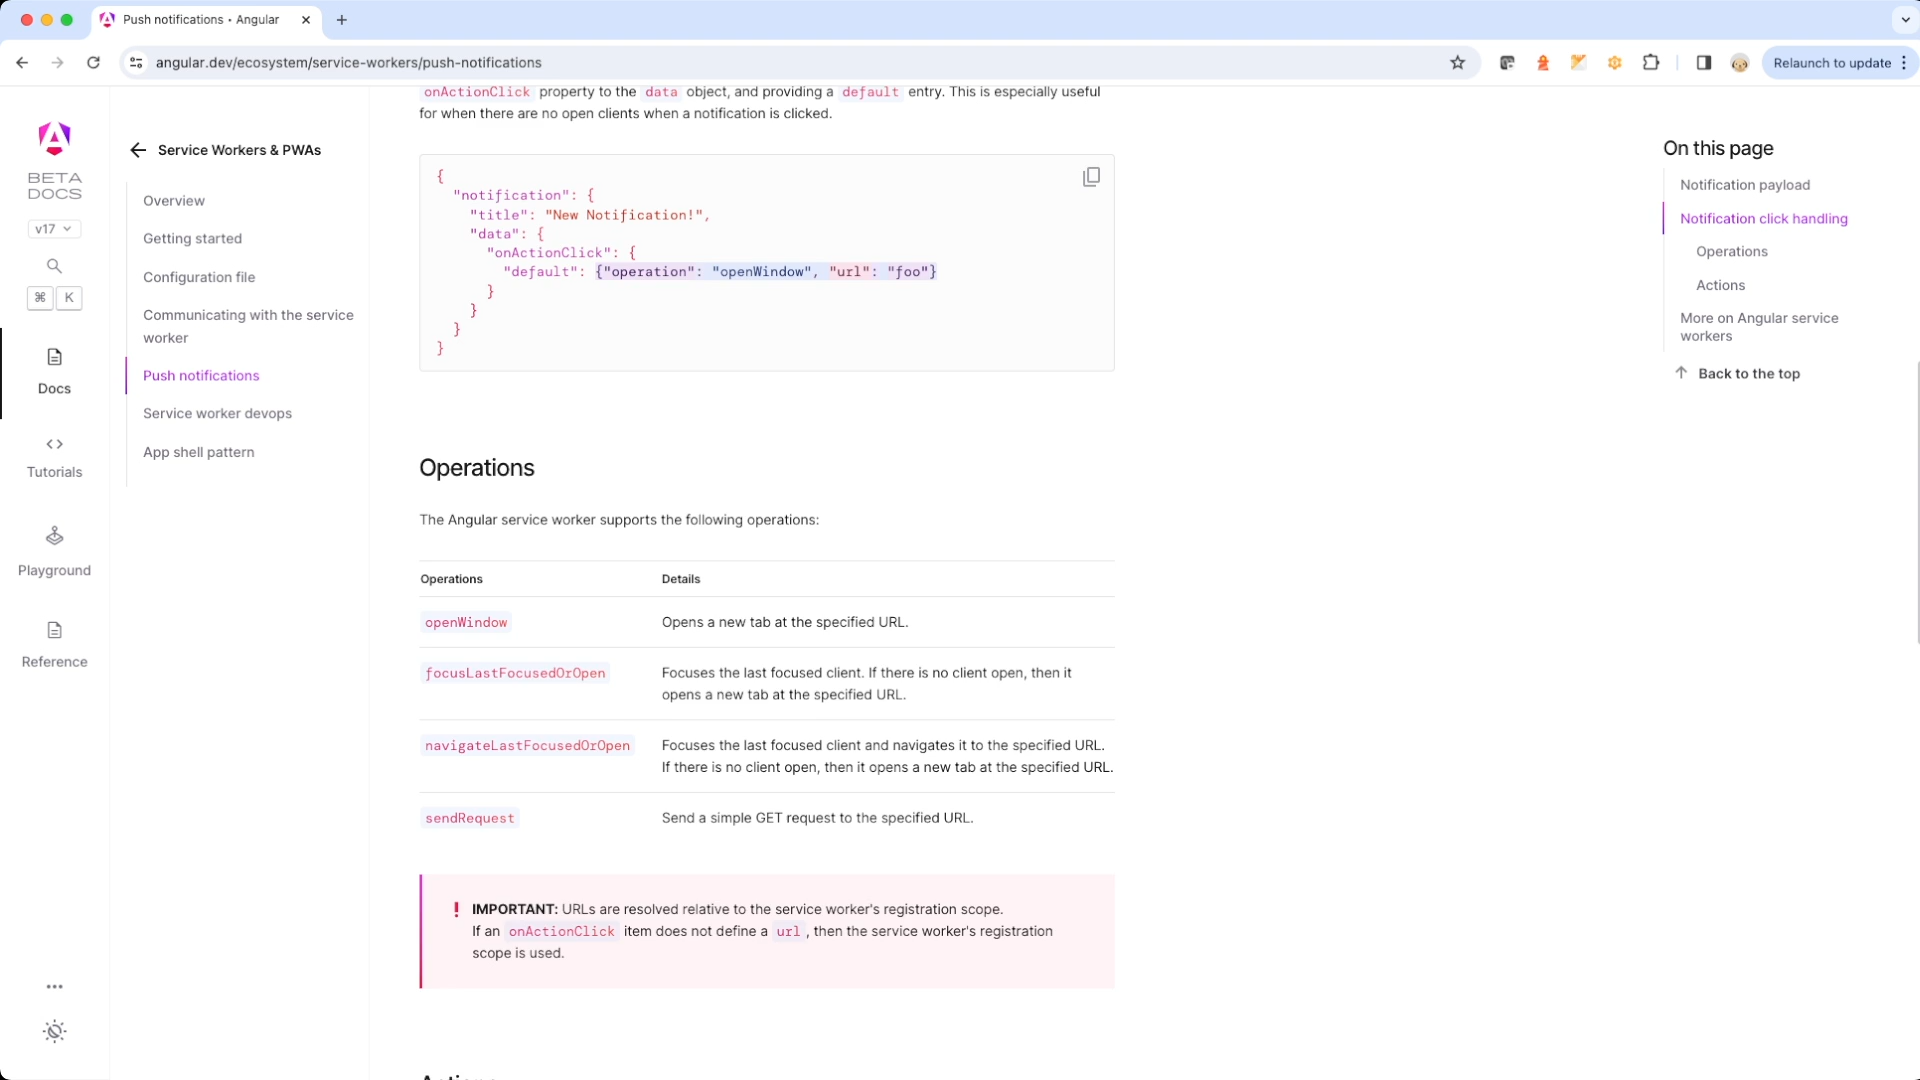 Push notifications • Angular
angular.dev/ecosystem/service-workers/push-notifications
Relaunch to update
BETA
DOCS
v17
⌘ K
Docs
Tutorials
Playground
Reference
Service Workers & PWAs
Overview
Getting started
Configuration file
Communicating with the service
worker
Push notifications
Service worker devops
App shell pattern
onActionClick property to the data object, and providing a default entry. This is especially useful
for when there are no open clients when a notification is clicked.
{
"notification": {
"title": "New Notification!",
"data": {
"onActionClick": {
"default": {"operation": "openWindow", "url": "foo"}
}
}
}
}
Operations
The Angular service worker supports the following operations:
Operations Details
openWindow Opens a new tab at the specified URL.
focusLastFocusedOrOpen Focuses the last focused client. If there is no client open, then it
opens a new tab at the specified URL.
navigateLastFocusedOrOpen Focuses the last focused client and navigates it to the specified URL.
If there is no client open, then it opens a new tab at the specified URL.
sendRequest Send a simple GET request to the specified URL.
IMPORTANT: URLs are resolved relative to the service worker's registration scope.
If an onActionClick item does not define a url , then the service worker's registration
scope is used.
On this page
Notification payload
Notification click handling
Operations
Actions
More on Angular service
workers
Back to the top